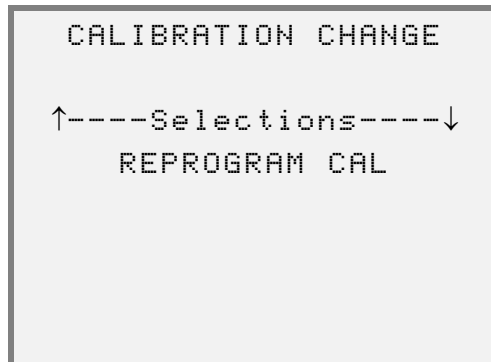 CALIBRATION CHANGE
↑----Selections----↓
REPROGRAM CAL